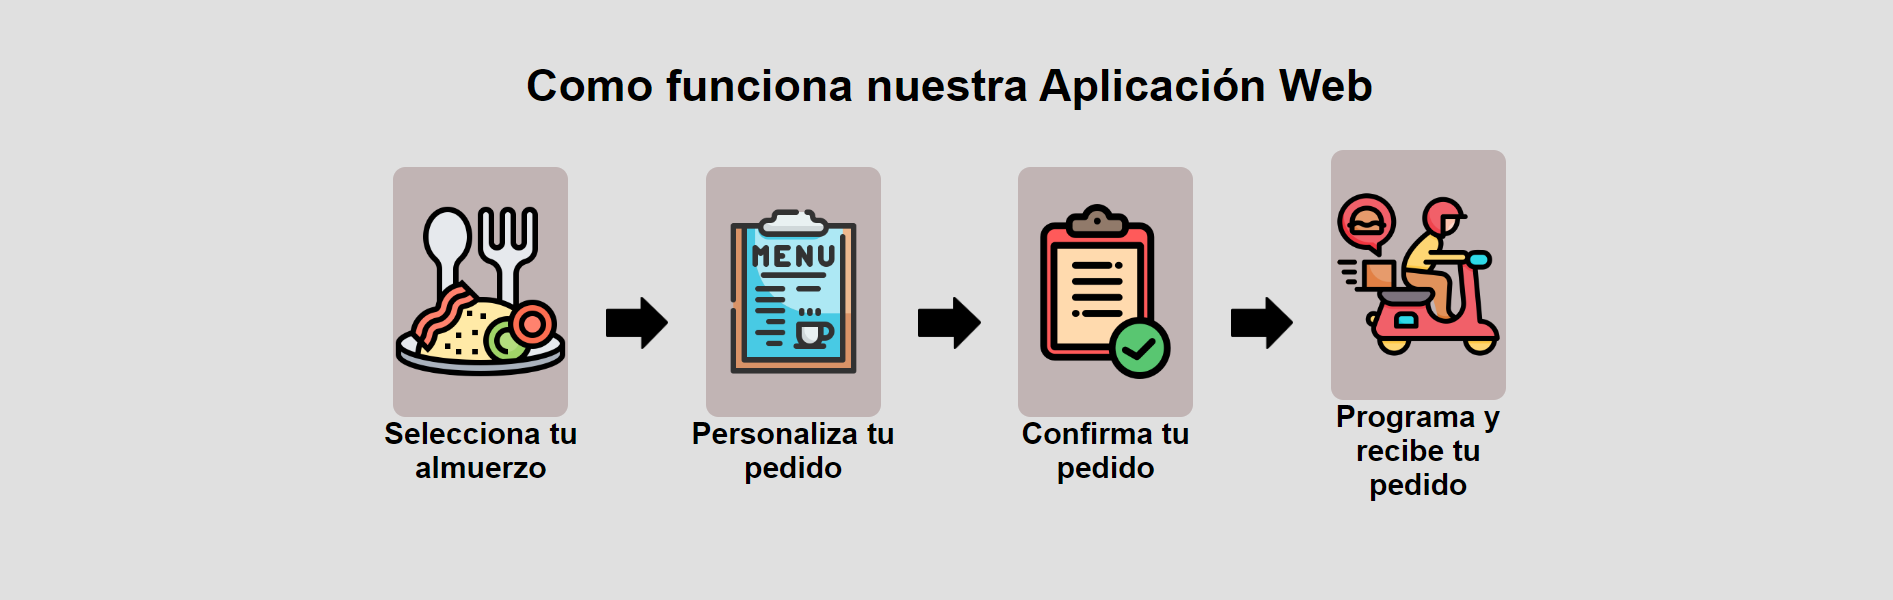 Como funciona nuestra Aplicación Web
MENU
Selecciona tu
almuerzo
Personaliza tu
pedido
Confirma tu
pedido
Programa y
recibe tu
pedido